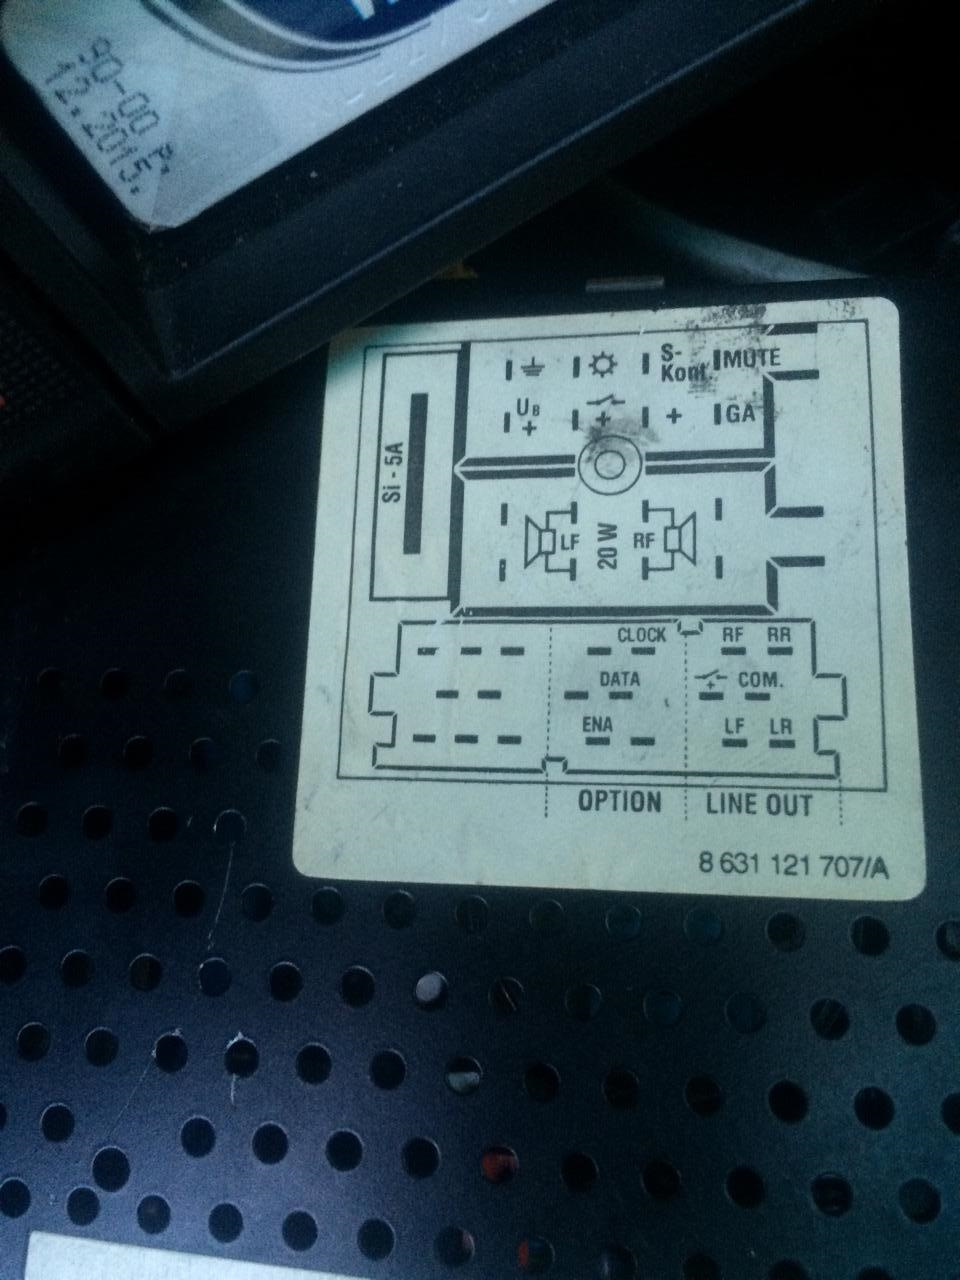 90-00 P.
12.2015.
Si - 5A
S-Kont
MUTE
UB
+
+
+
GA
LF
20 W
RF
CLOCK
RF
RR
DATA
+
COM.
ENA
LF
LR
OPTION
LINE OUT
8 631 121 707/A